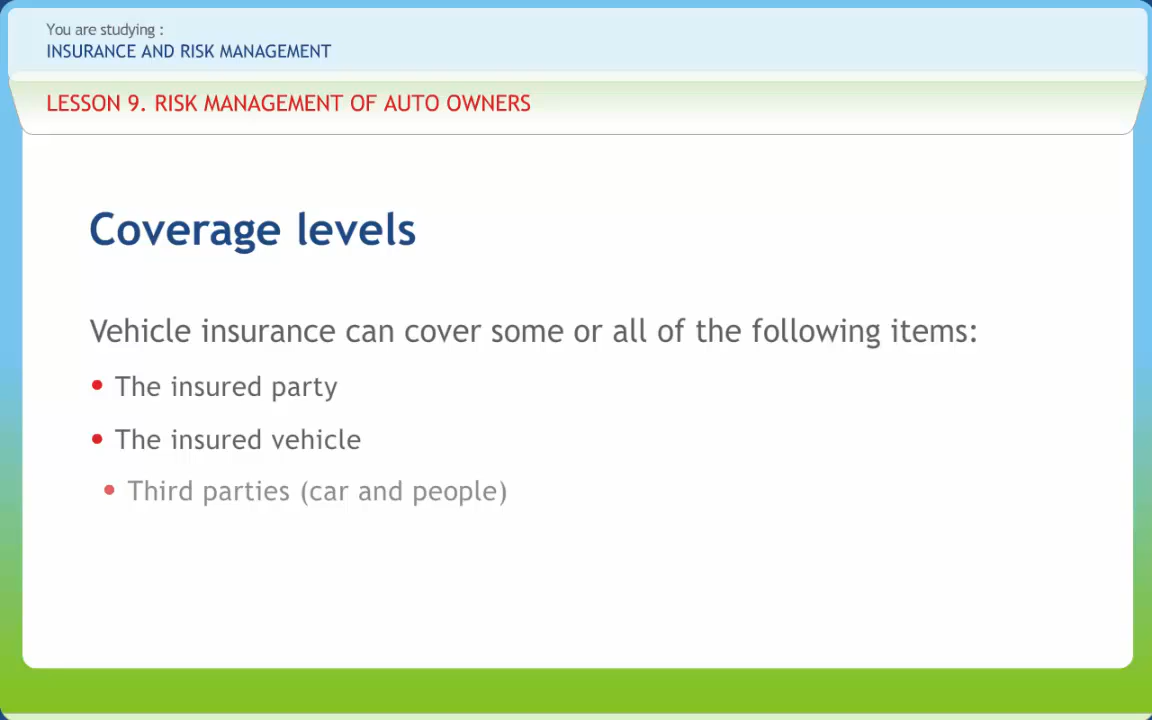 You are studying :
INSURANCE AND RISK MANAGEMENT
LESSON 9. RISK MANAGEMENT OF AUTO OWNERS
Coverage levels
Vehicle insurance can cover some or all of the following items:
• The insured party
• The insured vehicle
• Third parties (car and people)